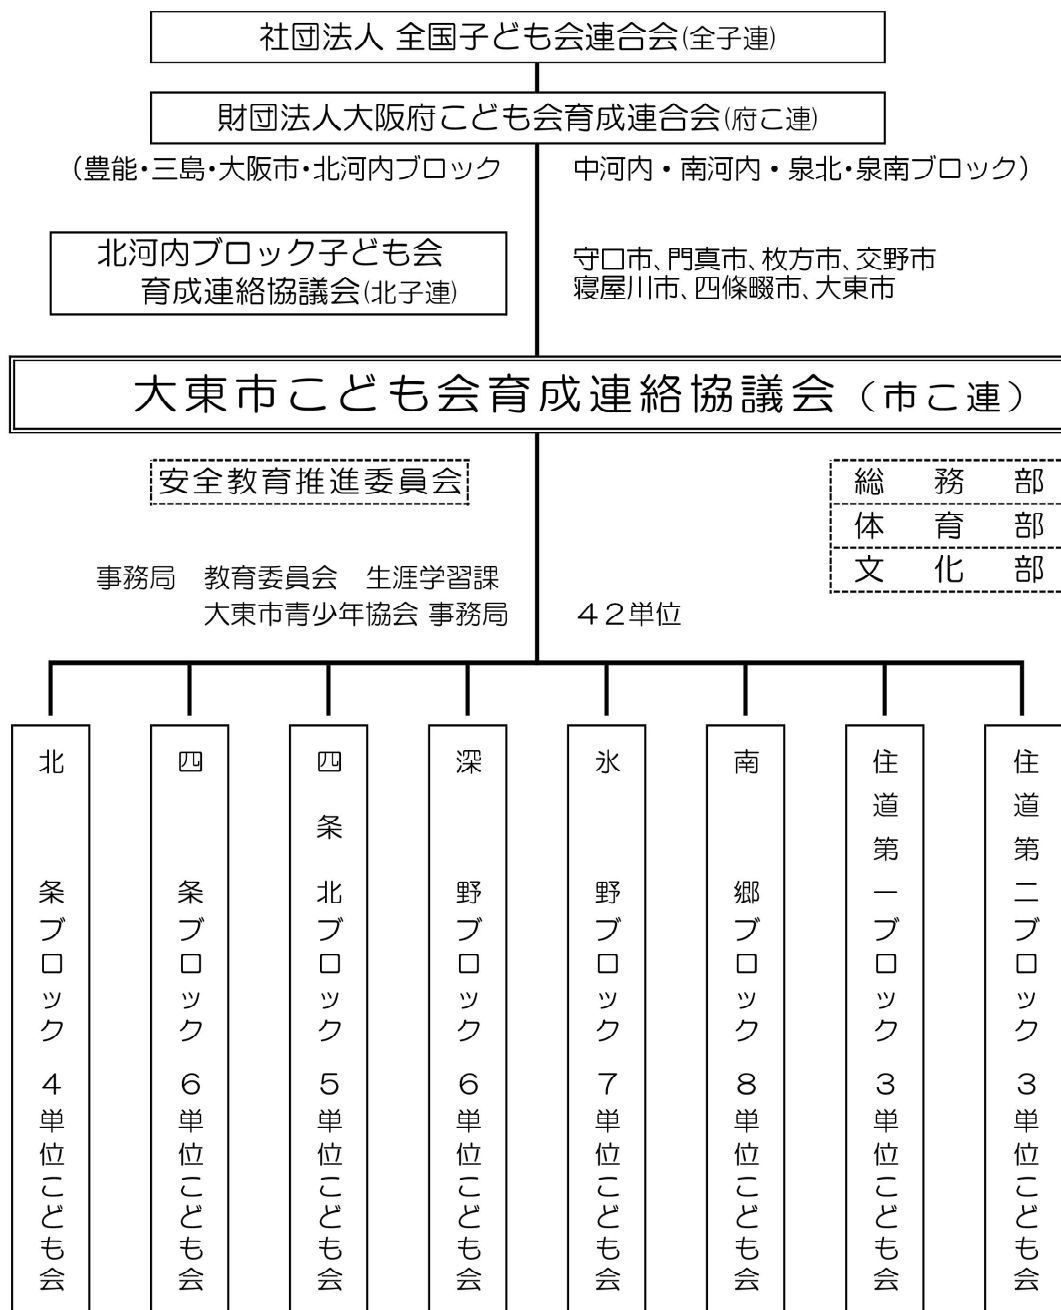 社団法人 全国子ども会連合会(全子連)
財団法人大阪府こども会育成連合会(府こ連)
(豊能・三島・大阪市・北河内ブロック 中河内・南河内・泉北・泉南ブロック)
北河内ブロック子ども会
育成連絡協議会(北子連)
守口市、門真市、枚方市、交野市
寝屋川市、四條畷市、大東市
大東市こども会育成連絡協議会(市こ連)
安全教育推進委員会
総務部
体育部
文化部
事務局 教育委員会 生涯学習課
大東市青少年協会 事務局
42単位
北条ブロック 4単位こども会
四条ブロック 6単位こども会
四条北ブロック 5単位こども会
深野ブロック 6単位こども会
氷野ブロック 7単位こども会
南郷ブロック 8単位こども会
住道第一ブロック 3単位こども会
住道第二ブロック 3単位こども会